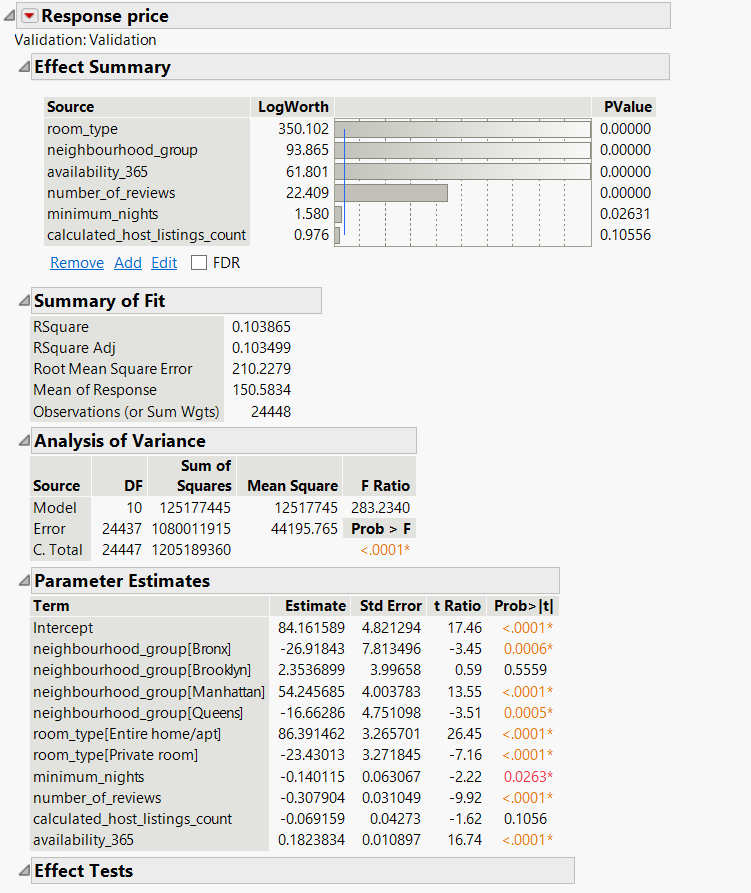 Response price
Validation: Validation
Effect Summary
Source LogWorth PValue
room_type 350.102 0.00000
neighbourhood_group 93.865 0.00000
availability_365 61.801 0.00000
number_of_reviews 22.409 0.00000
minimum_nights 1.580 0.02631
calculated_host_listings_count 0.976 0.10556
Remove Add Edit FDR
Summary of Fit
RSquare 0.103865
RSquare Adj 0.103499
Root Mean Square Error 210.2279
Mean of Response 150.5834
Observations (or Sum Wgts) 24448
Analysis of Variance
Sum of
Source DF Squares Mean Square F Ratio
Model 10 125177445 12517745 283.2340
Error 24437 1080011915 44195.765 Prob > F
C. Total 24447 1205189360 <.0001*
Parameter Estimates
Term Estimate Std Error t Ratio Prob>|t|
Intercept 84.161589 4.821294 17.46 <.0001*
neighbourhood_group[Bronx] -26.91843 7.813496 -3.45 0.0006*
neighbourhood_group[Brooklyn] 2.3536899 3.99658 0.59 0.5559
neighbourhood_group[Manhattan] 54.245685 4.003783 13.55 <.0001*
neighbourhood_group[Queens] -16.66286 4.751098 -3.51 0.0005*
room_type[Entire home/apt] 86.391462 3.265701 26.45 <.0001*
room_type[Private room] -23.43013 3.271845 -7.16 <.0001*
minimum_nights -0.140115 0.063067 -2.22 0.0263*
number_of_reviews -0.307904 0.031049 -9.92 <.0001*
calculated_host_listings_count -0.069159 0.04273 -1.62 0.1056
availability_365 0.1823834 0.010897 16.74 <.0001*
Effect Tests